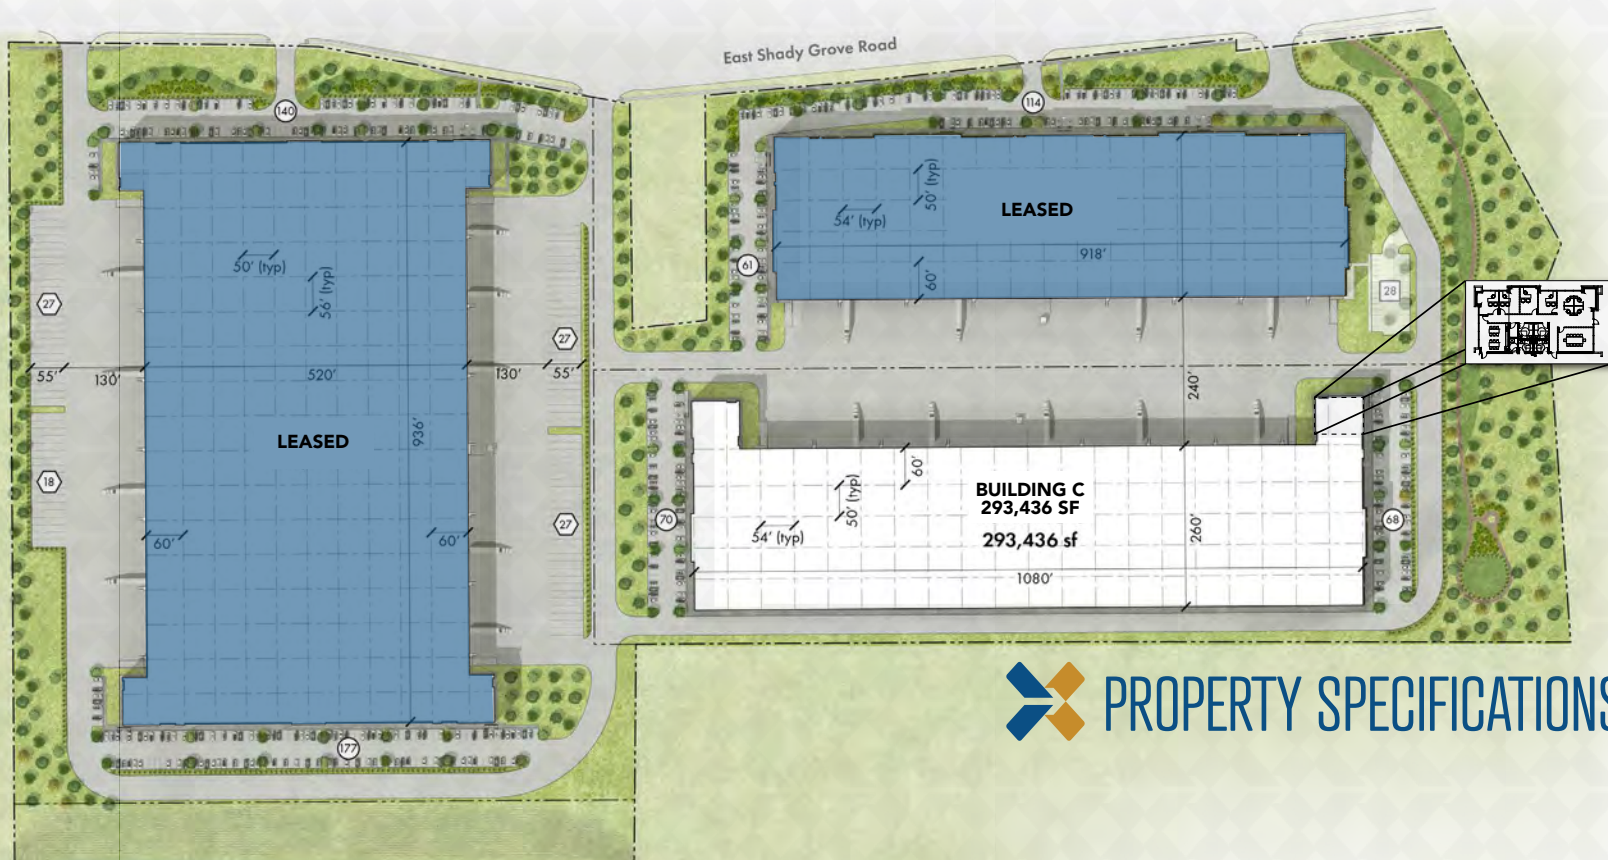 East Shady Grove Road
140
114
LEASED
50' (typ)
54' (typ)
918'
60'
61
28
50' (typ)
56' (typ)
27
27
55'
130'
520'
130'
55'
240'
LEASED
936'
18
27
60'
60'
60'
50' (typ)
54' (typ)
BUILDING C
293,436 SF
293,436 sf
260'
1080'
70
68
177
PROPERTY SPECIFICATIONS